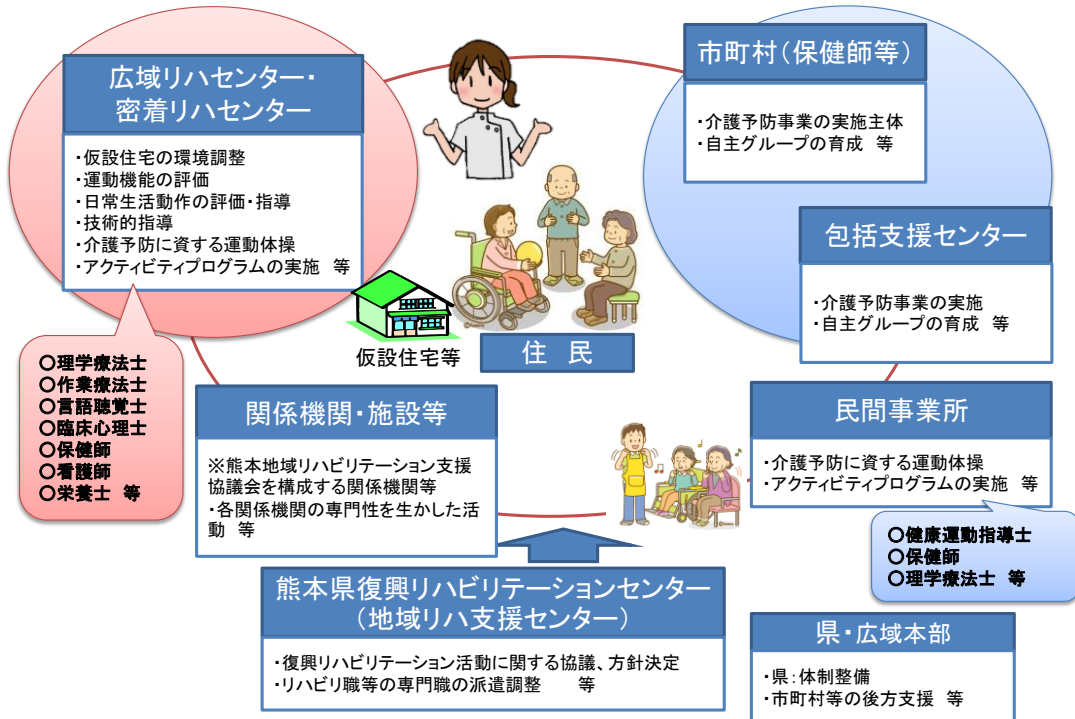 広域リハセンター・
密着リハセンター
・仮設住宅の環境調整
・運動機能の評価
・日常生活動作の評価・指導
・技術的指導
・介護予防に資する運動体操
・アクティビティプログラムの実施　等
○理学療法士
○作業療法士
○言語聴覚士
○臨床心理士
○保健師
○看護師
○栄養士　等
市町村（保健師等）
・介護予防事業の実施主体
・自主グループの育成　等
包括支援センター
・介護予防事業の実施
・自主グループの育成　等
仮設住宅等
住　民
関係機関・施設等
※熊本地域リハビリテーション支援
協議会を構成する関係機関等
・各関係機関の専門性を生かした活
動　等
民間事業所
・介護予防に資する運動体操
・アクティビティプログラムの実施　等
○健康運動指導士
○保健師
○理学療法士　等
熊本県復興リハビリテーションセンター
（地域リハ支援センター）
・復興リハビリテーション活動に関する協議、方針決定
・リハビリ職等の専門職の派遣調整　　等
県・広域本部
・県：体制整備
・市町村等の後方支援　等